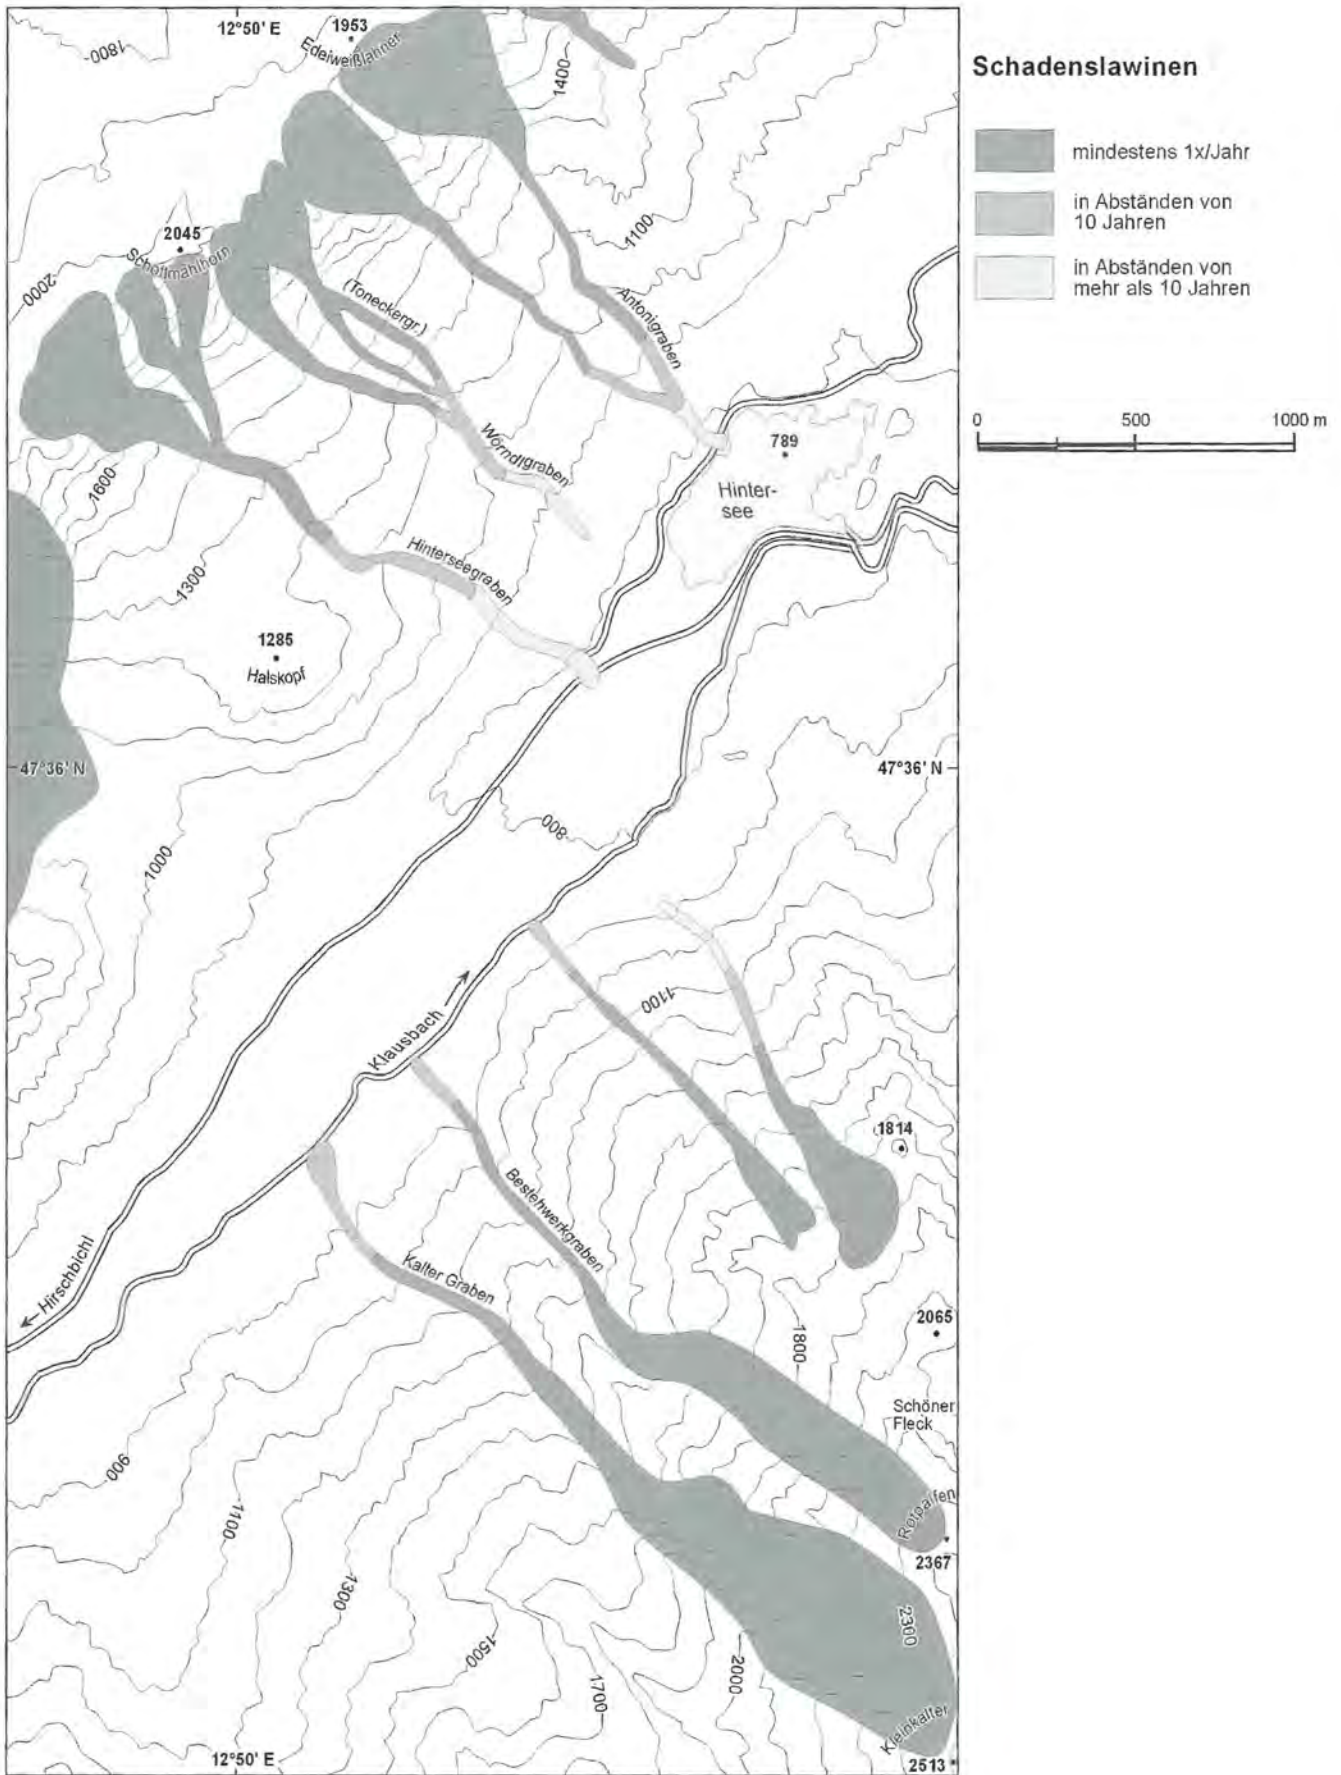 12°50' E
1953
Edelweißlahner
1800
1400
Schadenslawinen
mindestens 1x/Jahr
in Abständen von
10 Jahren
in Abständen von
mehr als 10 Jahren
0 500 1000 m
1100
2045
Schottmahlhorn
2000
(Toneckergr.)
Antonigraben
789
Hinter-
see
Wörndlgraben
1600
Hinterseegraben
1300
1285
Halskopf
47°36' N
47°36' N
800
1000
1100
Klausbach
1814
Bestehwerkgraben
Kalter Graben
Hirschbichl
2065
1800
Schöner
Fleck
900
1100
Rotpalfen
2367
1300
2300
1500
1700
2000
Kleinkalter
12°50' E
2513